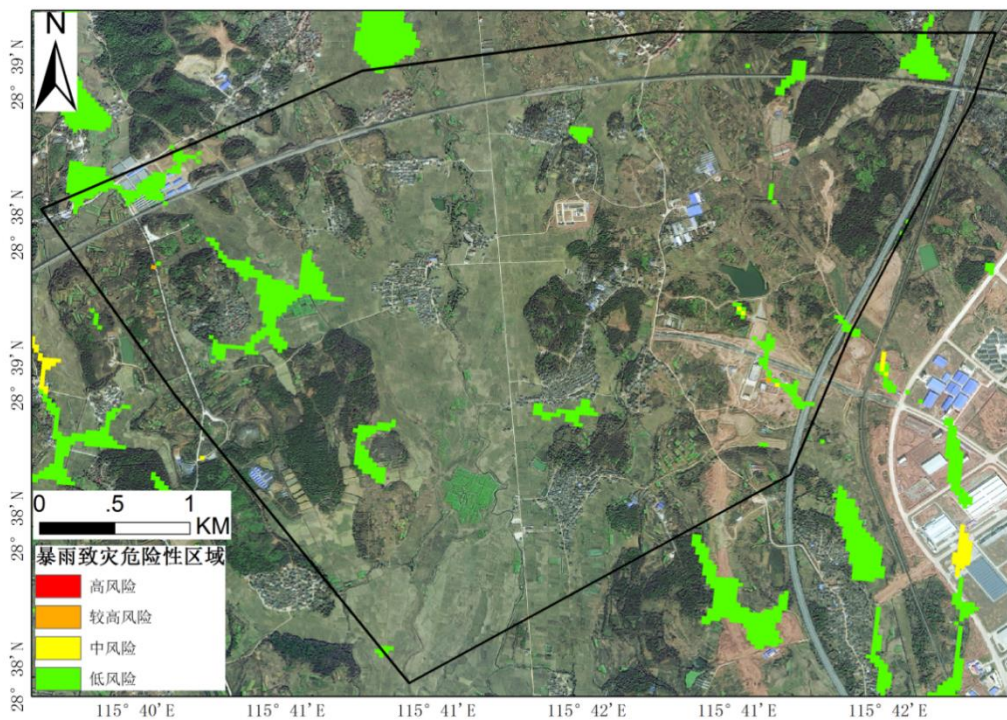 N
28° 39′ N
28° 38′ N
28° 39′ N
28° 38′ N
28° 38′ N
0 .5 1
KM
暴雨致灾危险性区域
高风险
较高风险
中风险
低风险
115° 40′ E 115° 41′ E 115° 41′ E 115° 42′ E 115° 41′ E 115° 42′ E